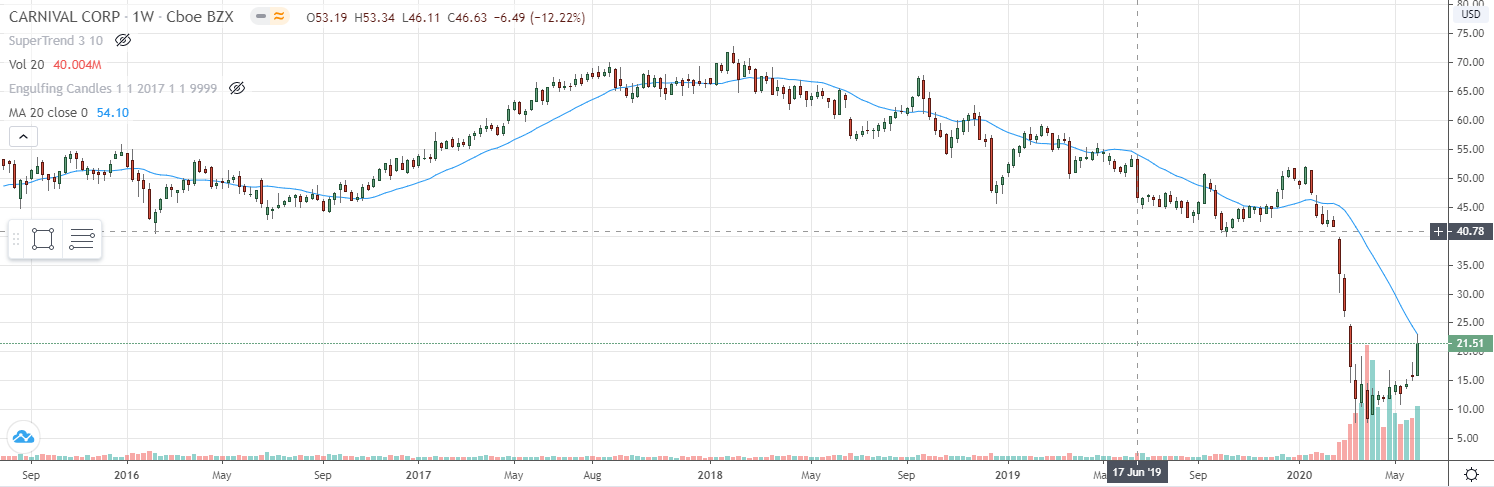 CARNIVAL CORP · 1W · Cboe BZX O53.19 H53.34 L46.11 C46.63 −6.49 (−12.22%)
SuperTrend 3 10
Vol 20 40.004M
Engulfing Candles 1 1 2017 1 1 9999
MA 20 close 0 54.10
80.00
USD
75.00
70.00
65.00
60.00
55.00
50.00
45.00
40.78
35.00
30.00
25.00
21.51
20.00
15.00
10.00
5.00
Sep 2016 May Sep 2017 May Aug 2018 May Sep 2019 17 Jun '19 Sep 2020 May